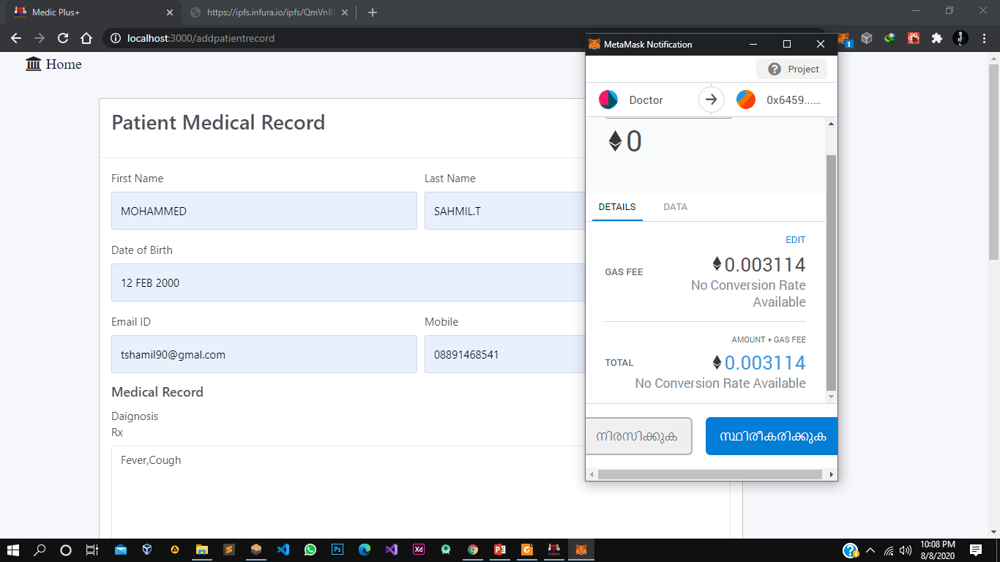 Medic Plus+
https://ipfs.infura.io/ipfs/QmVnB
localhost:3000/addpatientrecord
1
Home
Patient Medical Record
First Name
Last Name
MOHAMMED
SAHMIL.T
Date of Birth
12 FEB 2000
Email ID
Mobile
tshamil90@gmal.com
08891468541
Medical Record
Daignosis
Rx
Fever,Cough
MetaMask Notification
Project
Doctor
0x6459...…
0
DETAILS
DATA
EDIT
GAS FEE
0.003114
No Conversion Rate
Available
AMOUNT + GAS FEE
TOTAL
0.003114
No Conversion Rate Available
നിരസിക്കുക
സ്ഥിരീകരിക്കുക
10:08 PM
8/8/2020